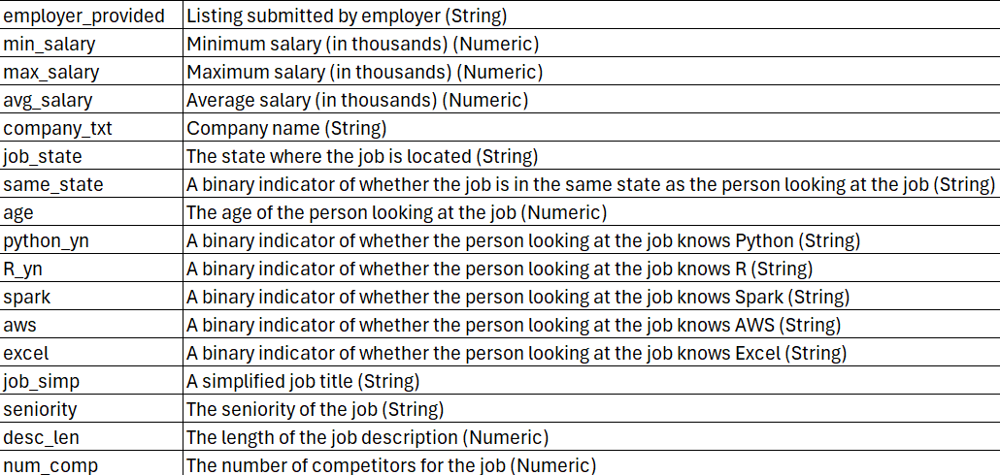 employer_provided Listing submitted by employer (String)
min_salary Minimum salary (in thousands) (Numeric)
max_salary Maximum salary (in thousands) (Numeric)
avg_salary Average salary (in thousands) (Numeric)
company_txt Company name (String)
job_state The state where the job is located (String)
same_state A binary indicator of whether the job is in the same state as the person looking at the job (String)
age The age of the person looking at the job (Numeric)
python_yn A binary indicator of whether the person looking at the job knows Python (String)
R_yn A binary indicator of whether the person looking at the job knows R (String)
spark A binary indicator of whether the person looking at the job knows Spark (String)
aws A binary indicator of whether the person looking at the job knows AWS (String)
excel A binary indicator of whether the person looking at the job knows Excel (String)
job_simp A simplified job title (String)
seniority The seniority of the job (String)
desc_len The length of the job description (Numeric)
num_comp The number of competitors for the job (Numeric)